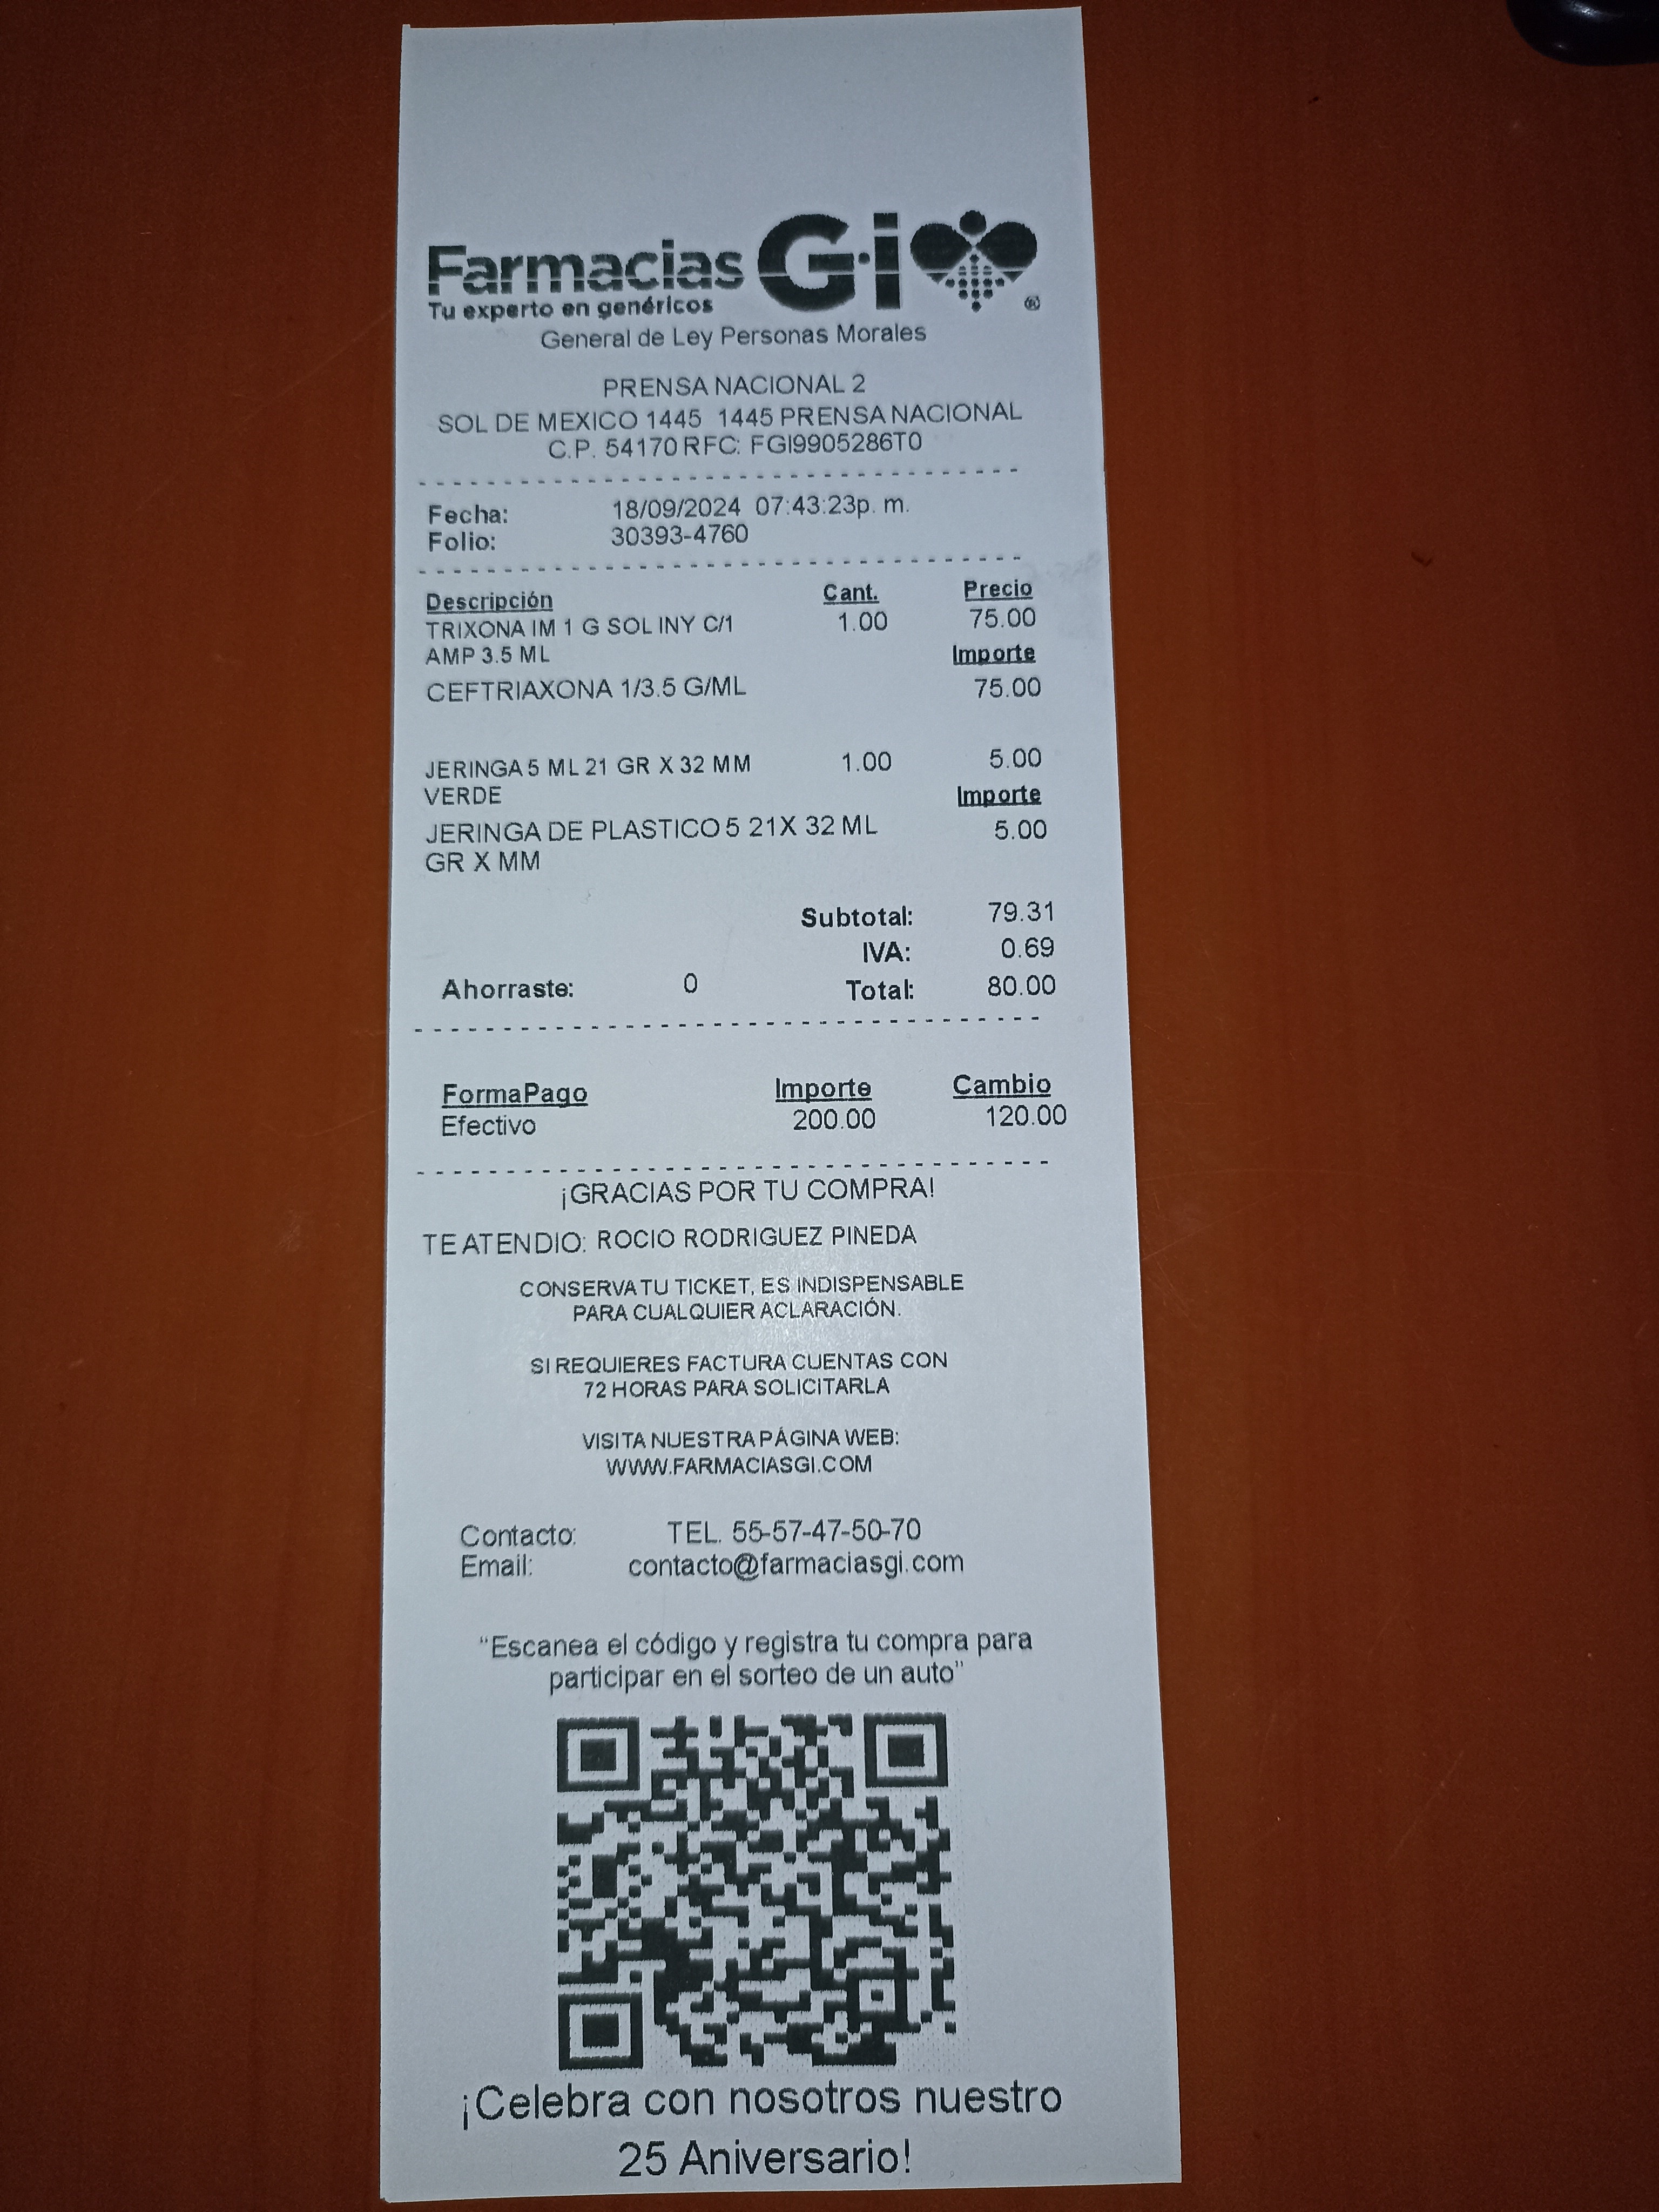 Farmacias G·i ®
Tu experto en genéricos
General de Ley Personas Morales
PRENSA NACIONAL 2
SOL DE MEXICO 1445 1445 PRENSA NACIONAL
C.P. 54170 RFC: FGI9905286T0
Fecha: 18/09/2024 07:43:23p. m.
Folio: 30393-4760
Descripción Cant. Precio
TRIXONA IM 1 G SOL INY C/1 1.00 75.00
AMP 3.5 ML Importe
CEFTRIAXONA 1/3.5 G/ML 75.00
JERINGA 5 ML 21 GR X 32 MM 1.00 5.00
VERDE Importe
JERINGA DE PLASTICO 5 21X 32 ML 5.00
GR X MM
Subtotal: 79.31
IVA: 0.69
Ahorraste: 0 Total: 80.00
FormaPago Importe Cambio
Efectivo 200.00 120.00
¡GRACIAS POR TU COMPRA!
TE ATENDIO: ROCIO RODRIGUEZ PINEDA
CONSERVA TU TICKET, ES INDISPENSABLE
PARA CUALQUIER ACLARACIÓN.
SI REQUIERES FACTURA CUENTAS CON
72 HORAS PARA SOLICITARLA
VISITA NUESTRA PÁGINA WEB:
WWW.FARMACIASGI.COM
Contacto: TEL. 55-57-47-50-70
Email: contacto@farmaciasgi.com
“Escanea el código y registra tu compra para
participar en el sorteo de un auto”
¡Celebra con nosotros nuestro
25 Aniversario!